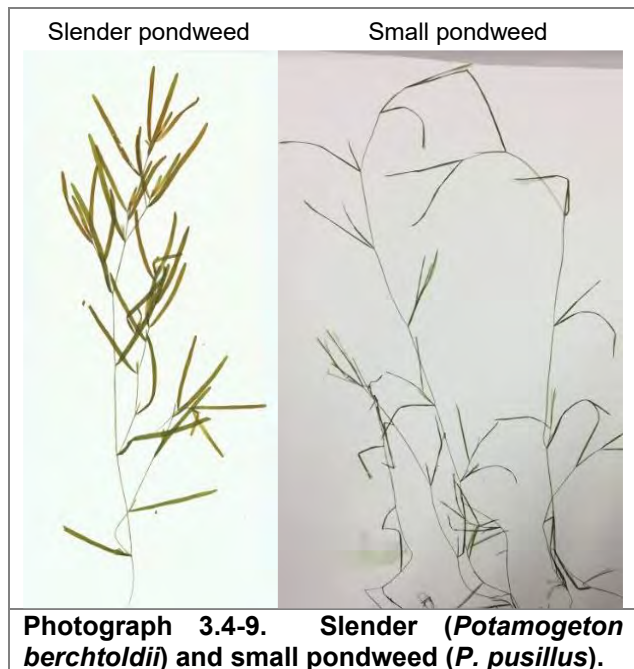 Slender pondweed Small pondweed
Photograph 3.4-9. Slender (Potamogeton
berchtoldii) and small pondweed (P. pusillus).